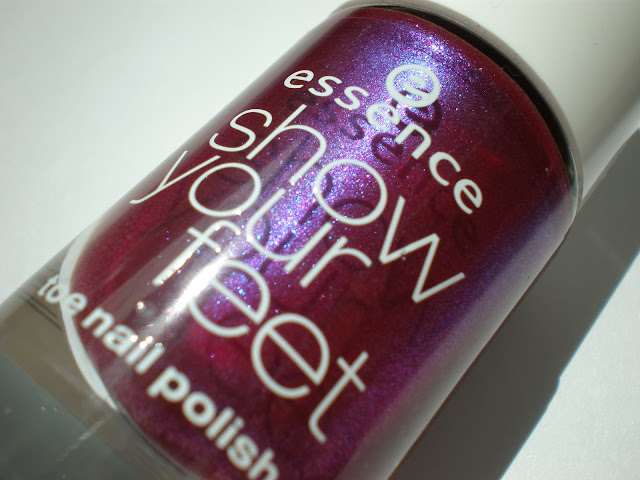 essence
show
your
feet
toe nail polish